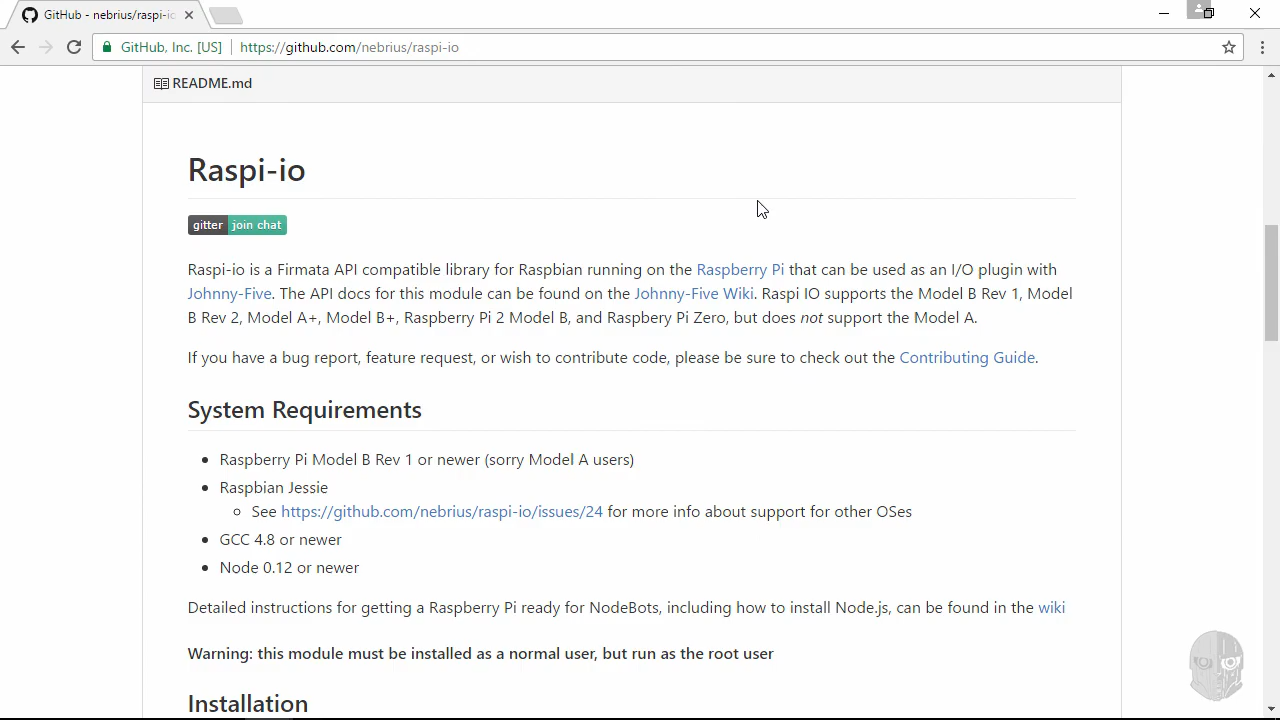 GitHub - nebrius/raspi-io
GitHub, Inc. [US] https://github.com/nebrius/raspi-io
README.md
Raspi-io
gitter join chat
Raspi-io is a Firmata API compatible library for Raspbian running on the Raspberry Pi that can be used as an I/O plugin with
Johnny-Five. The API docs for this module can be found on the Johnny-Five Wiki. Raspi IO supports the Model B Rev 1, Model
B Rev 2, Model A+, Model B+, Raspberry Pi 2 Model B, and Raspbery Pi Zero, but does not support the Model A.
If you have a bug report, feature request, or wish to contribute code, please be sure to check out the Contributing Guide.
System Requirements
Raspberry Pi Model B Rev 1 or newer (sorry Model A users)
Raspbian Jessie
See https://github.com/nebrius/raspi-io/issues/24 for more info about support for other OSes
GCC 4.8 or newer
Node 0.12 or newer
Detailed instructions for getting a Raspberry Pi ready for NodeBots, including how to install Node.js, can be found in the wiki
Warning: this module must be installed as a normal user, but run as the root user
Installation